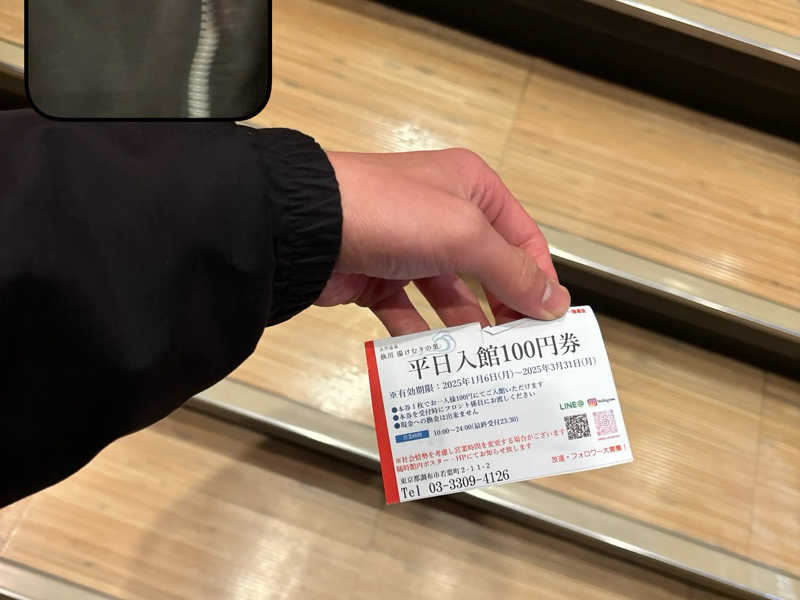 仙川 湯けむりの里
平日入館100円券
※有効期限：2025年1月6日(月)～2025年3月31日(月)
●本券1枚でお一人様100円にてご入館いただけます
●本券を受付時にフロント係員にお渡しください
●現金への換金は出来ません
営業時間 10:00～24:00(最終受付23:30)
LINE@ Instagram
※社会情勢を考慮し営業時間を変更する場合がございます
随時館内ポスター・HPにてお知らせ致します
東京都調布市若葉町2-11-2
Tel 03-3309-4126
友達・フォロワー大募集！